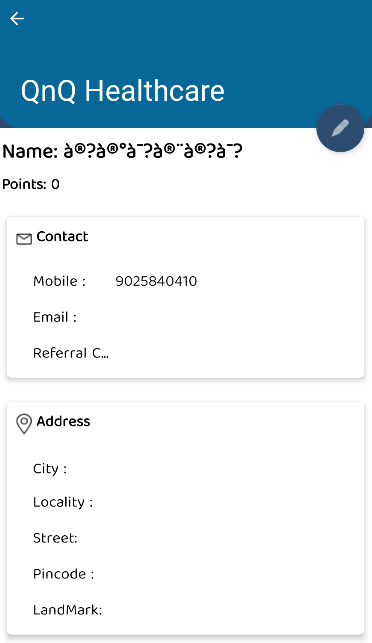 QnQ Healthcare
Name: à®?à®°à¯?à®¨à®?à¯?
Points: 0
Contact
Mobile : 9025840410
Email :
Referral C...
Address
City :
Locality :
Street:
Pincode :
LandMark: